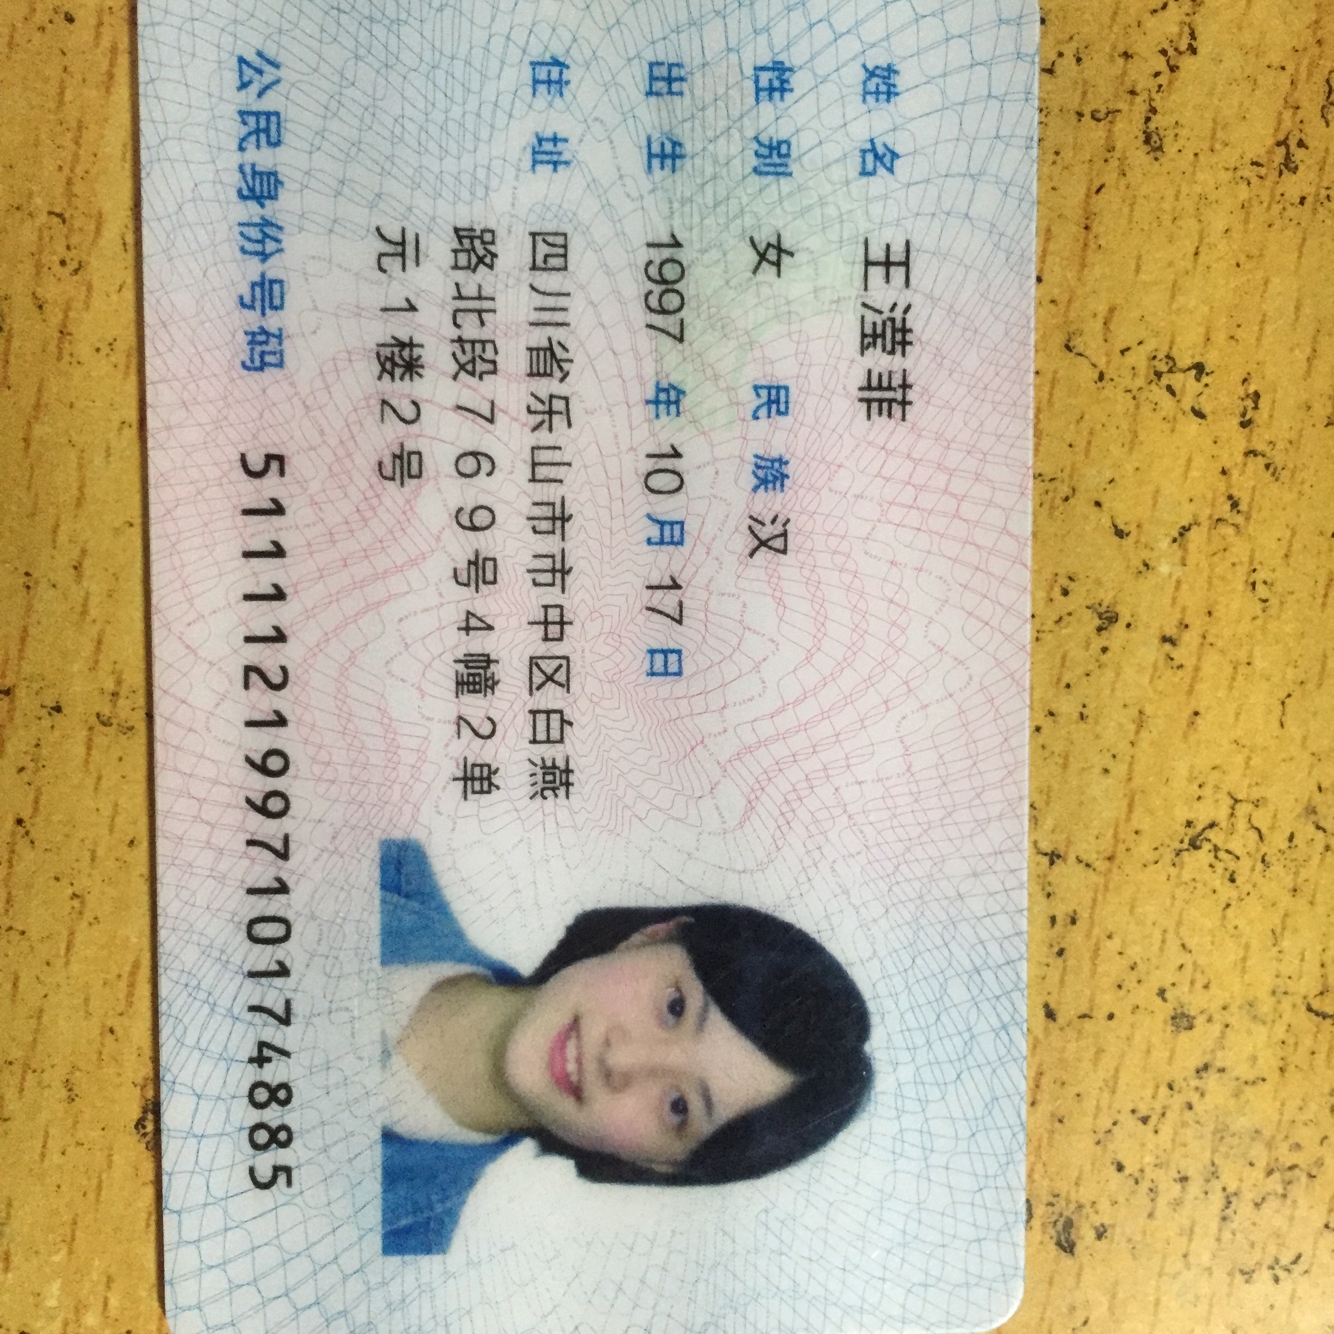 姓名 王滢菲
性别 女 民族 汉
出生 1997 年 10 月 17 日
住址 四川省乐山市市中区白燕
路北段769号4幢2单
元1楼2号
公民身份号码 511112199710174885